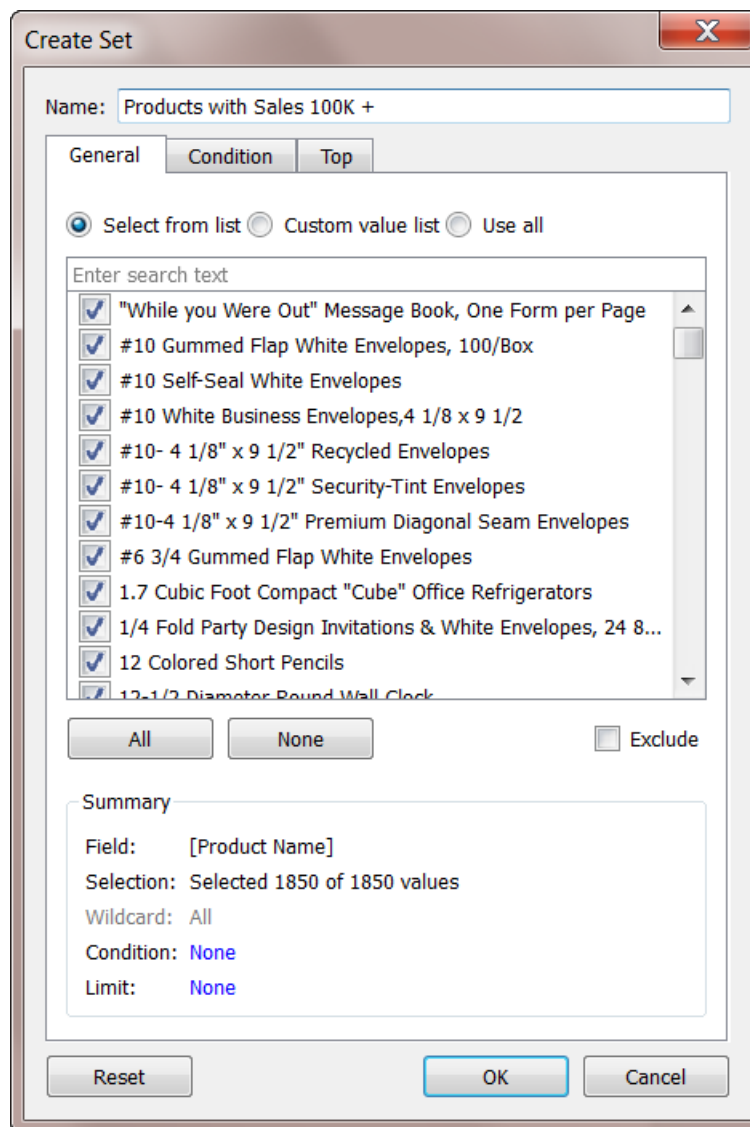 Create Set
Name: Products with Sales 100K +
General Condition Top
Select from list Custom value list Use all
Enter search text
"While you Were Out" Message Book, One Form per Page
#10 Gummed Flap White Envelopes, 100/Box
#10 Self-Seal White Envelopes
#10 White Business Envelopes,4 1/8 x 9 1/2
#10- 4 1/8" x 9 1/2" Recycled Envelopes
#10- 4 1/8" x 9 1/2" Security-Tint Envelopes
#10-4 1/8" x 9 1/2" Premium Diagonal Seam Envelopes
#6 3/4 Gummed Flap White Envelopes
1.7 Cubic Foot Compact "Cube" Office Refrigerators
1/4 Fold Party Design Invitations & White Envelopes, 24 8...
12 Colored Short Pencils
12-1/2 Diameter Round Wall Clock
All None Exclude
Summary
Field: [Product Name]
Selection: Selected 1850 of 1850 values
Wildcard: All
Condition: None
Limit: None
Reset OK Cancel